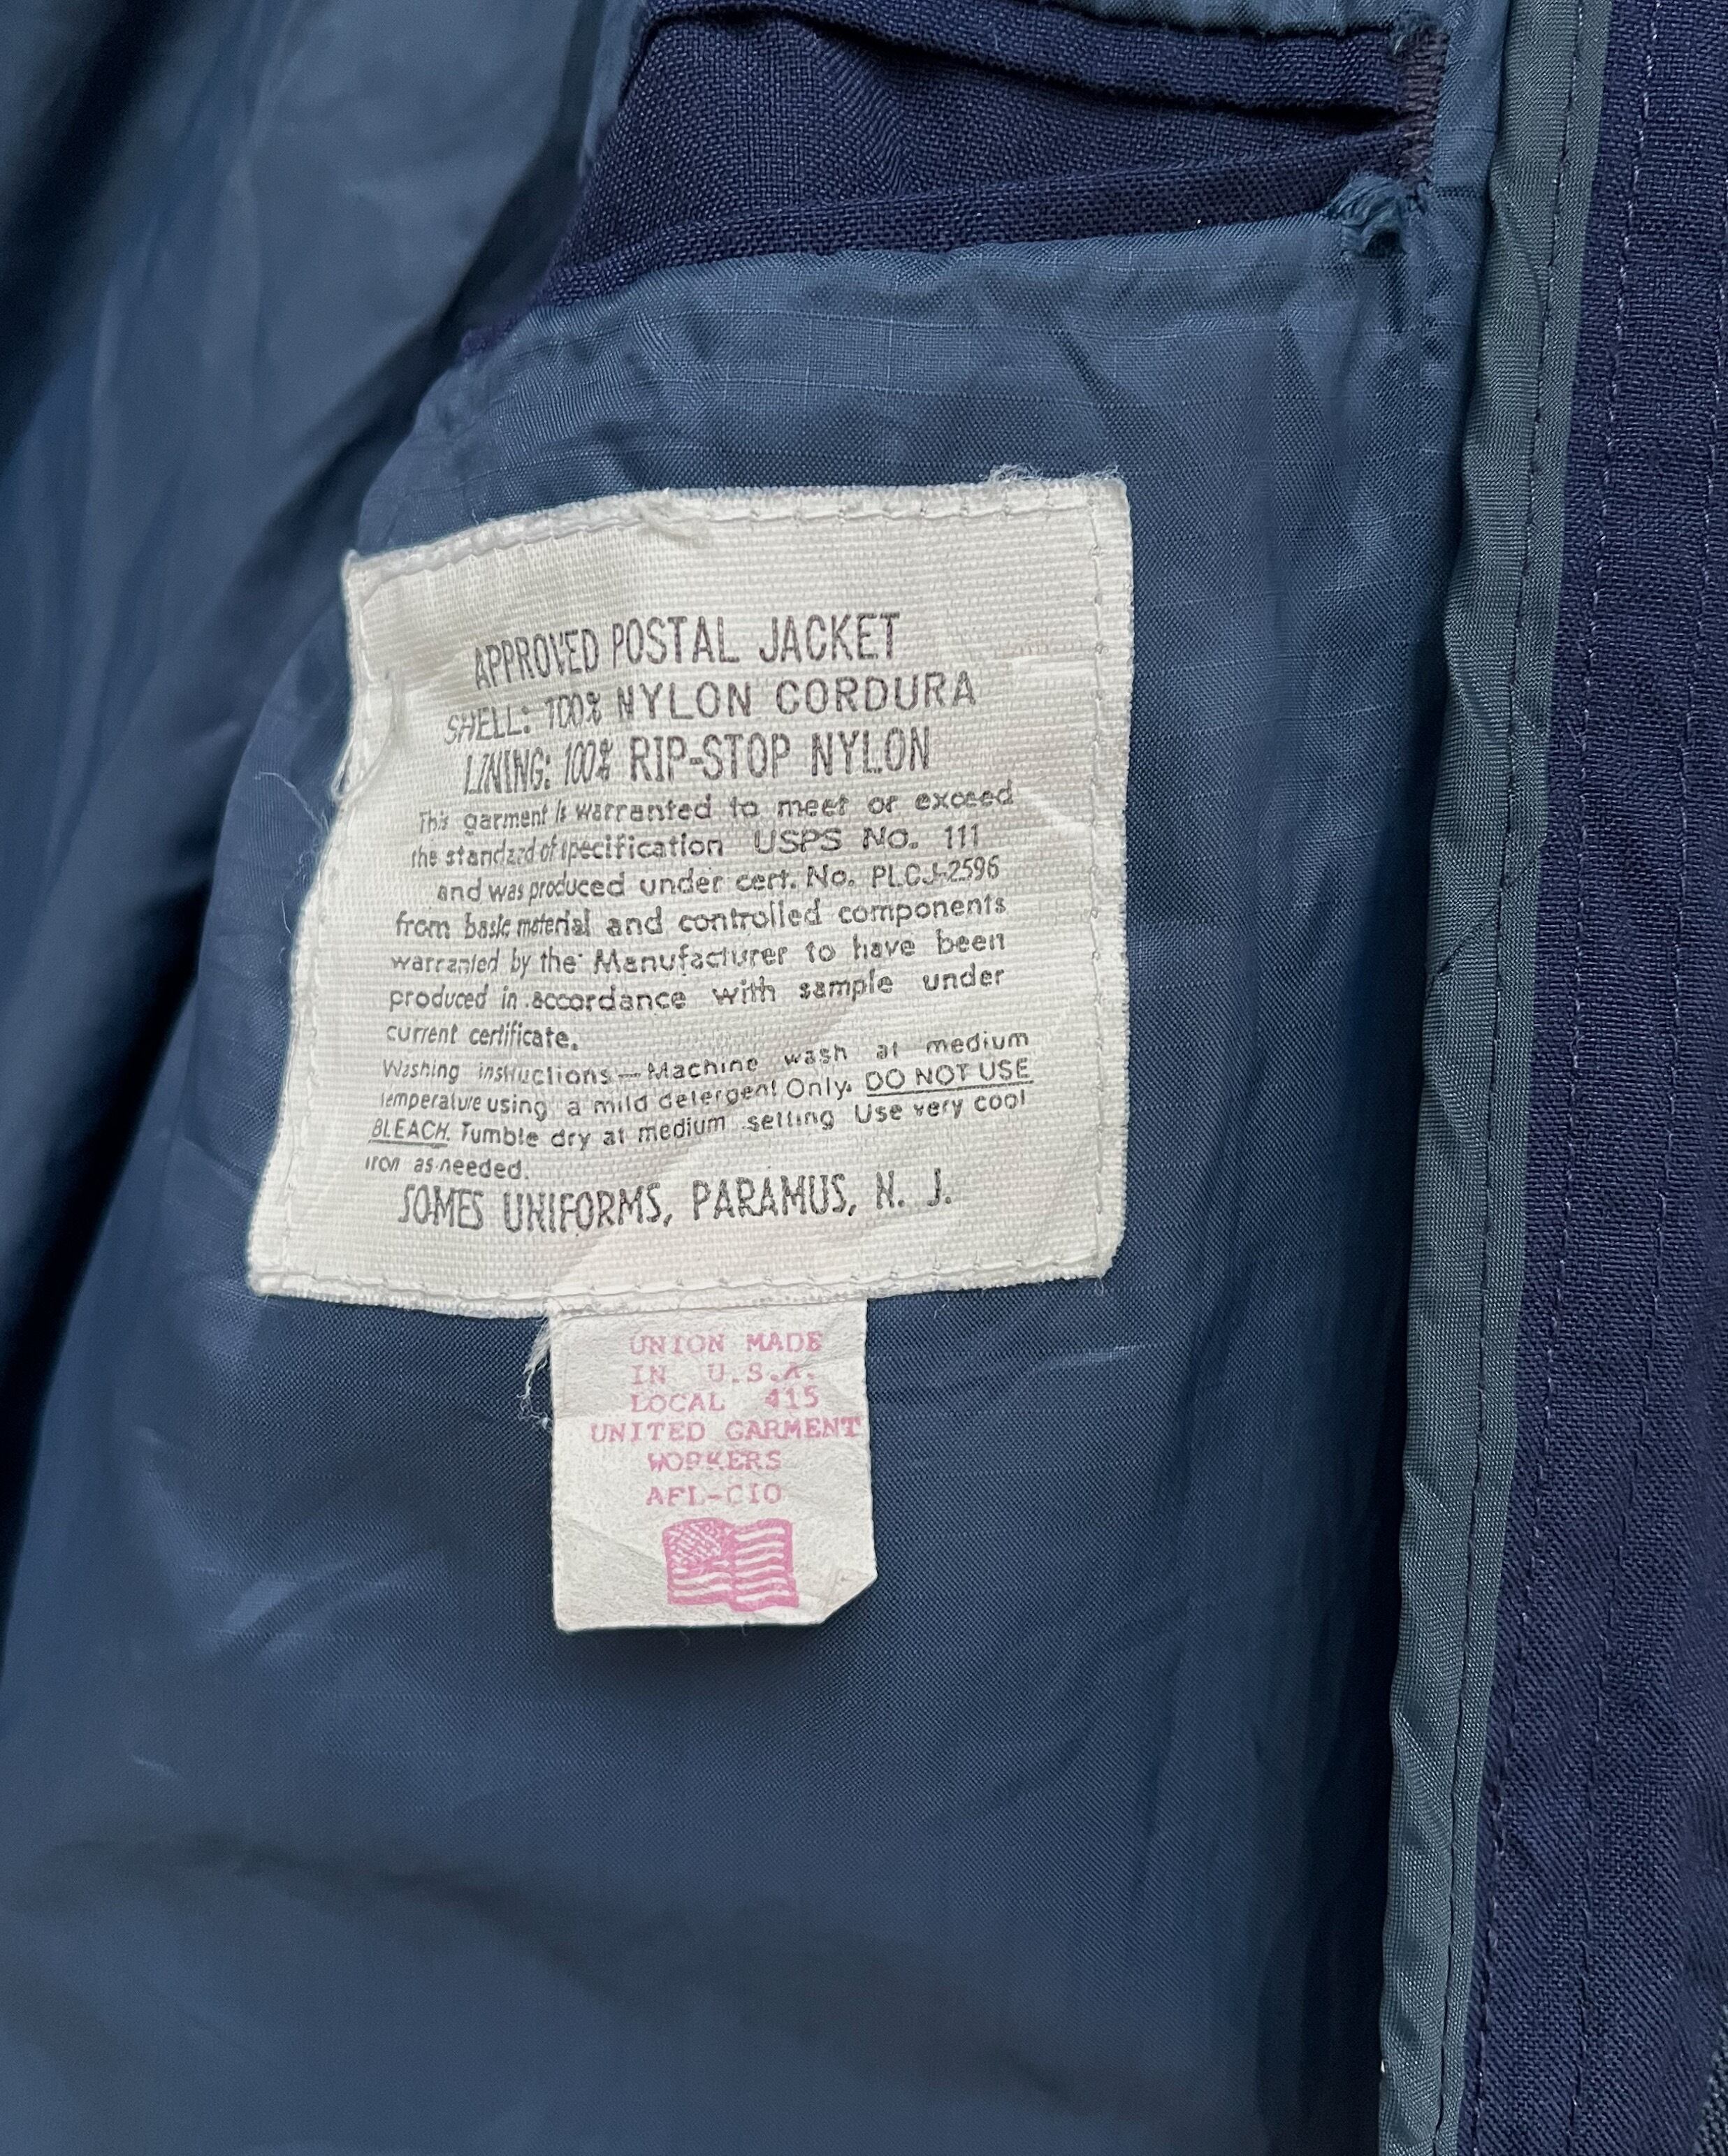 APPROVED POSTAL JACKET
SHELL: 100% NYLON CORDURA
LINING: 100% RIP-STOP NYLON
This garment is warranted to meet or exceed
the standard of specification USPS No. 111
and was produced under cert. No. PLCJ-2596
from basic material and controlled components
warranted by the Manufacturer to have been
produced in accordance with sample under
current certificate.
Washing instructions — Machine wash at medium
temperature using a mild detergent Only. DO NOT USE
BLEACH. Tumble dry at medium setting Use very cool
iron as needed.
SOMES UNIFORMS, PARAMUS, N. J.
UNION MADE
IN U.S.A.
LOCAL 415
UNITED GARMENT
WORKERS
AFL-CIO